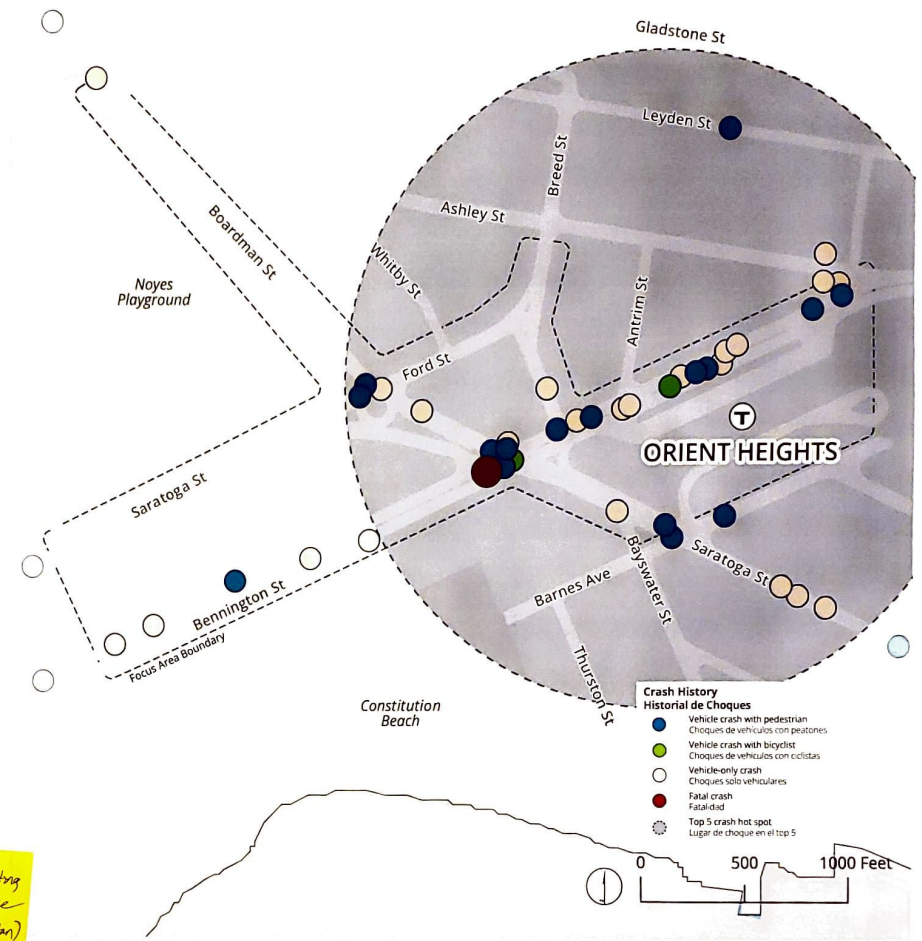 Gladstone St
Leyden St
Breed St
Ashley St
Boardman St
Whitby St
Noyes
Playground
Antrim St
Ford St
T
ORIENT HEIGHTS
Saratoga St
Bennington St
Focus Area Boundary
Barnes Ave
Bayswater St
Saratoga St
Thurston St
Constitution
Beach
Crash History
Historial de Choques
Vehicle crash with pedestrian
Choques de vehículos con peatones
Vehicle crash with bicyclist
Choques de vehículos con ciclistas
Vehicle-only crash
Choques solo vehiculares
Fatal crash
Fatalidad
Top 5 crash hot spot
Lugar de choque en el top 5
0 500 1000 Feet